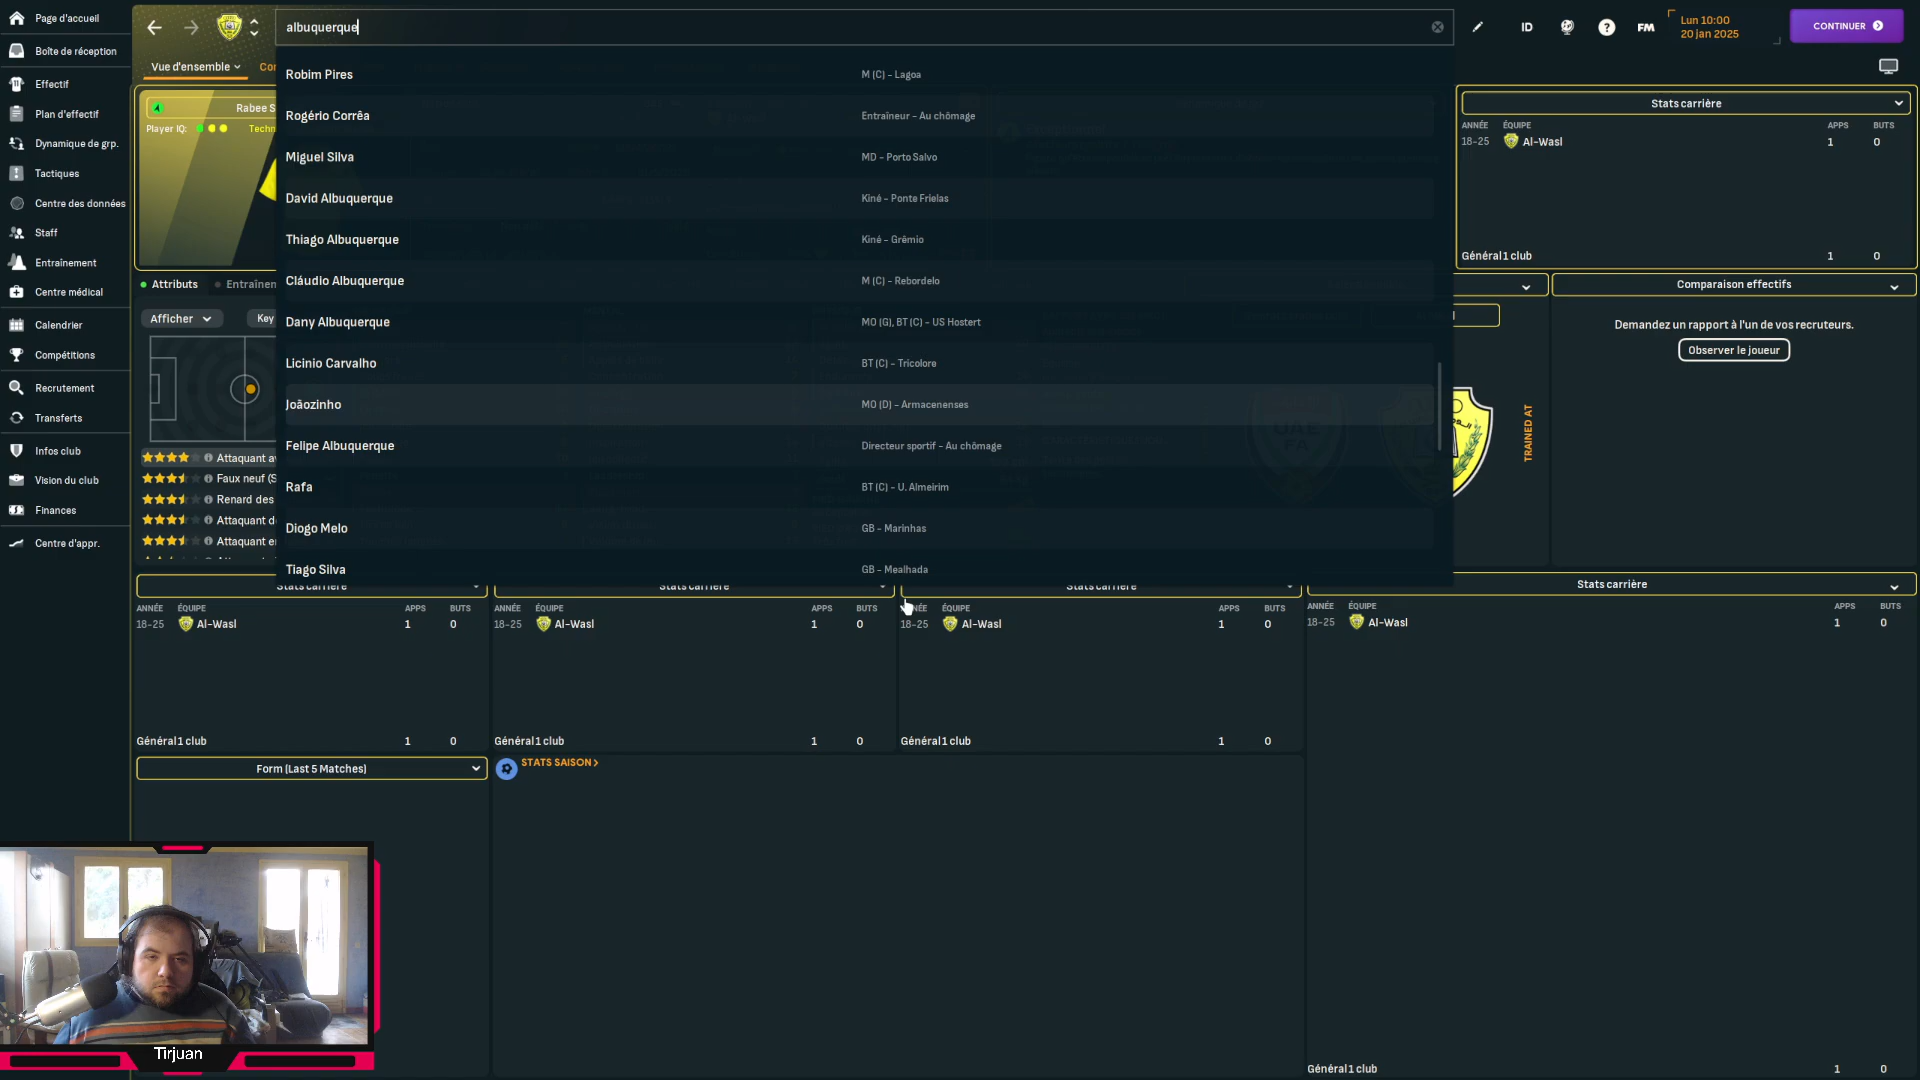 Page d'accueil
Boîte de réception
Effectif
Plan d'effectif
Dynamique de grp.
Tactiques
Centre des données
Staff
Entraînement
Centre médical
Calendrier
Compétitions
Recrutement
Transferts
Infos club
Vision du club
Finances
Centre d'appr.
albuquerque
ID
FM
Lun 10:00
20 jan 2025
CONTINUER
Vue d'ensemble
Rabee S
Player IQ:
Techn
Attributs
Afficher
Key
Attaquant
Faux neuf (S
Renard des
Attaquant
Attaquant
Robim Pires
M (C) - Lagoa
Rogério Corrêa
Entraîneur - Au chômage
Miguel Silva
MD - Porto Salvo
David Albuquerque
Kiné - Ponte Frielas
Thiago Albuquerque
Kiné - Grêmio
Cláudio Albuquerque
M (C) - Rebordelo
Dany Albuquerque
MO (G), BT (C) - US Hostert
Licinio Carvalho
BT (C) - Tricolore
Joãozinho
MO (D) - Armacenenses
Felipe Albuquerque
Directeur sportif - Au chômage
Rafa
BT (C) - U. Almeirim
Diogo Melo
GB - Marinhas
Tiago Silva
GB - Mealhada
Stats carrière
ANNÉE ÉQUIPE APPS BUTS
18-25 Al-Wasl 1 0
Général 1 club 1 0
Comparaison effectifs
Demandez un rapport à l'un de vos recruteurs.
Observer le joueur
TRAINED AT
Stats carrière
ANNÉE ÉQUIPE APPS BUTS
18-25 Al-Wasl 1 0
Général 1 club 1 0
Stats carrière
ANNÉE ÉQUIPE APPS BUTS
18-25 Al-Wasl 1 0
Général 1 club 1 0
Stats carrière
ÉQUIPE APPS BUTS
18-25 Al-Wasl 1 0
Général 1 club 1 0
Stats carrière
ANNÉE ÉQUIPE APPS BUTS
18-25 Al-Wasl 1 0
Général 1 club 1 0
Form (Last 5 Matches)
STATS SAISON >
Tirjuan